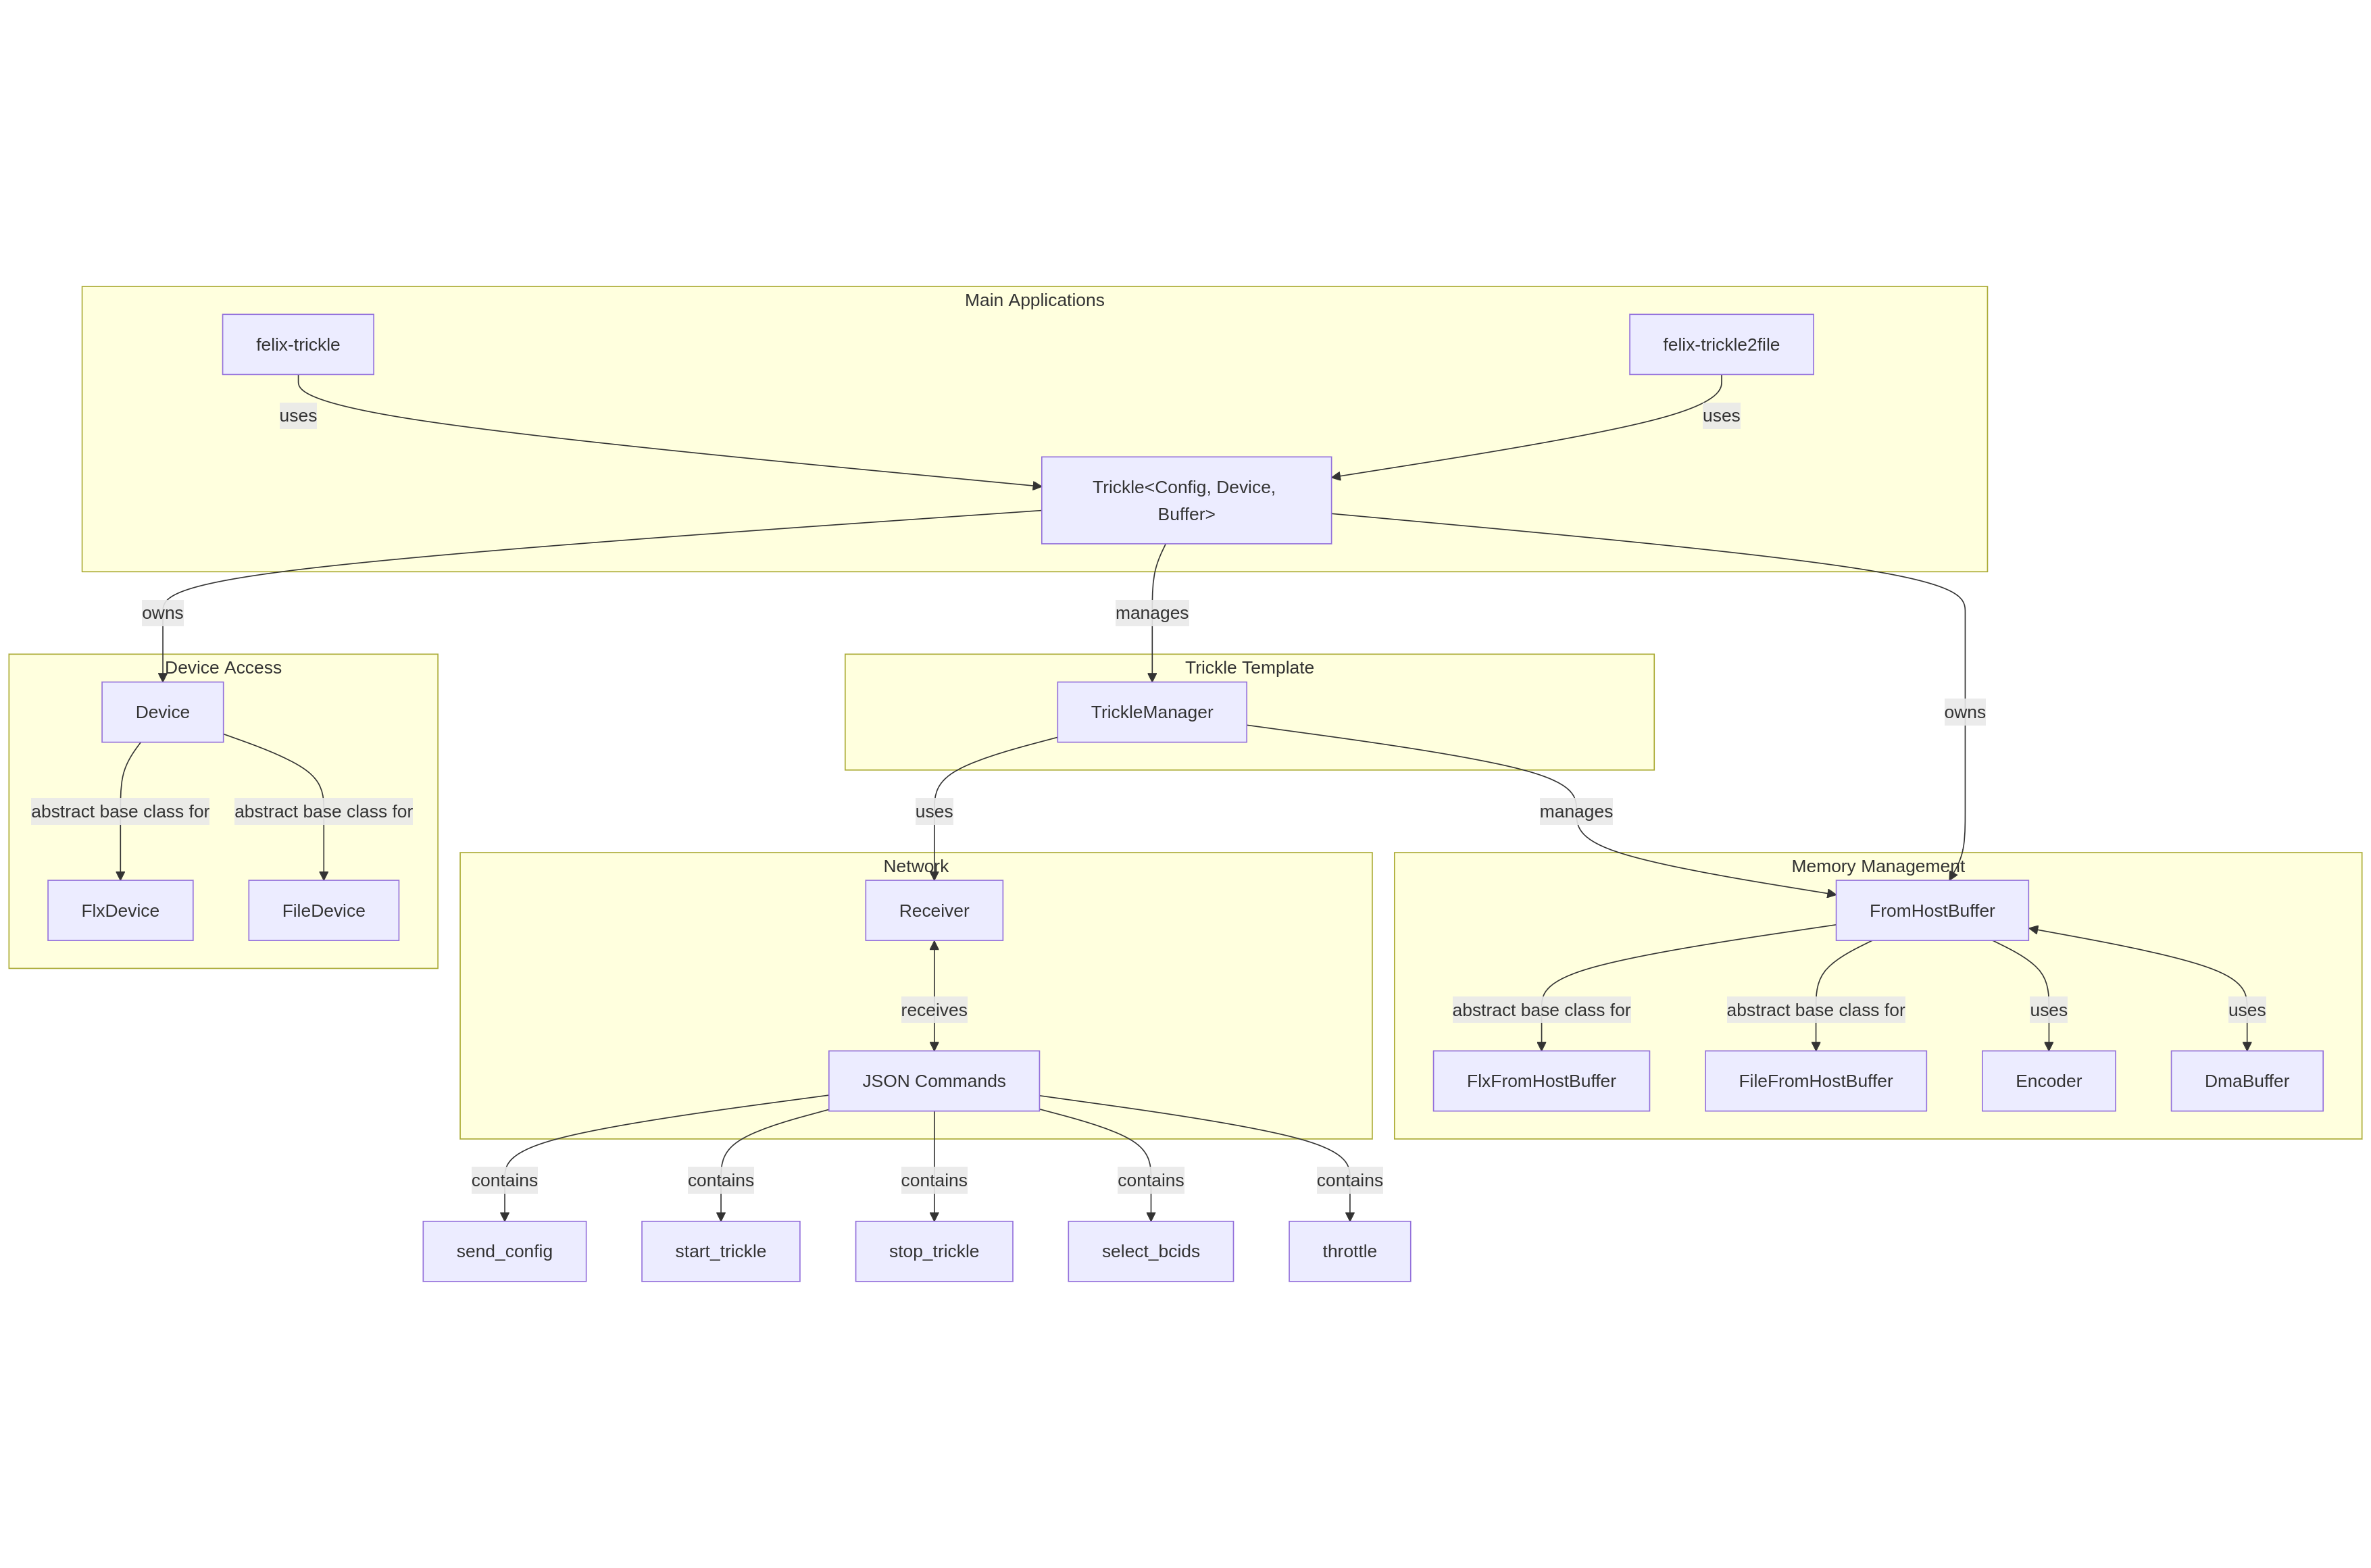 Main Applications
felix-trickle
felix-trickle2file
uses
uses
Trickle<Config, Device,
Buffer>
owns
manages
owns
Device Access
Device
Trickle Template
TrickleManager
abstract base class for
abstract base class for
uses
manages
FlxDevice
FileDevice
Network
Receiver
Memory Management
FromHostBuffer
receives
abstract base class for
abstract base class for
uses
uses
JSON Commands
FlxFromHostBuffer
FileFromHostBuffer
Encoder
DmaBuffer
contains
contains
contains
contains
contains
send_config
start_trickle
stop_trickle
select_bcids
throttle